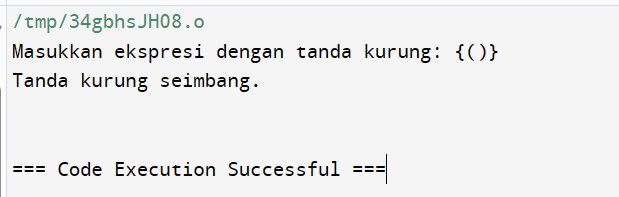 /tmp/34gbhsJH08.o
Masukkan ekspresi dengan tanda kurung: {()}
Tanda kurung seimbang.
=== Code Execution Successful ===